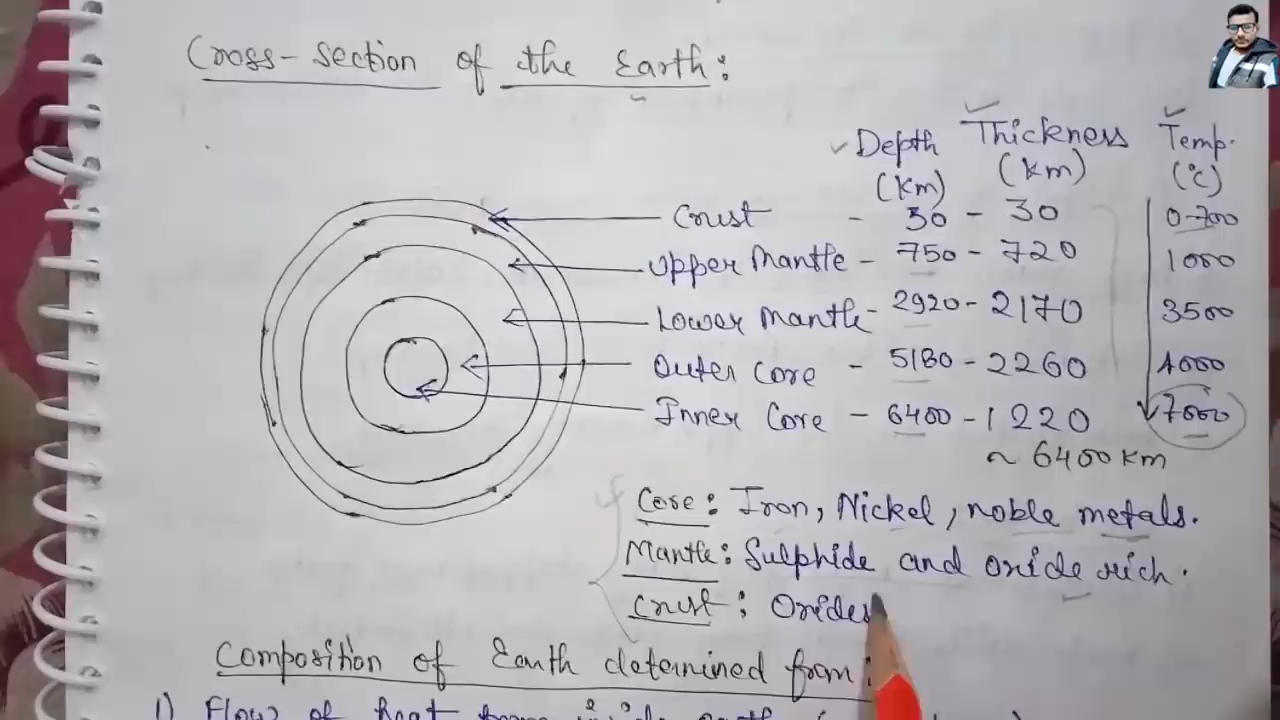 Cross-section of the Earth:
Depth (Km) Thickness (Km) Temp. (°C)
Crust - 30 - 30 0-700
Upper Mantle - 750 - 720 1000
Lower Mantle - 2920 - 2170 3500
Outer Core - 5180 - 2260 4000
Inner Core - 6400 - 1220 7000
~ 6400 Km
Core: Iron, Nickel, noble metals.
Mantle: Sulphide and oxide rich.
Crust: Oxides
Composition of Earth determined from:
1) Flow of Heat from inside earth